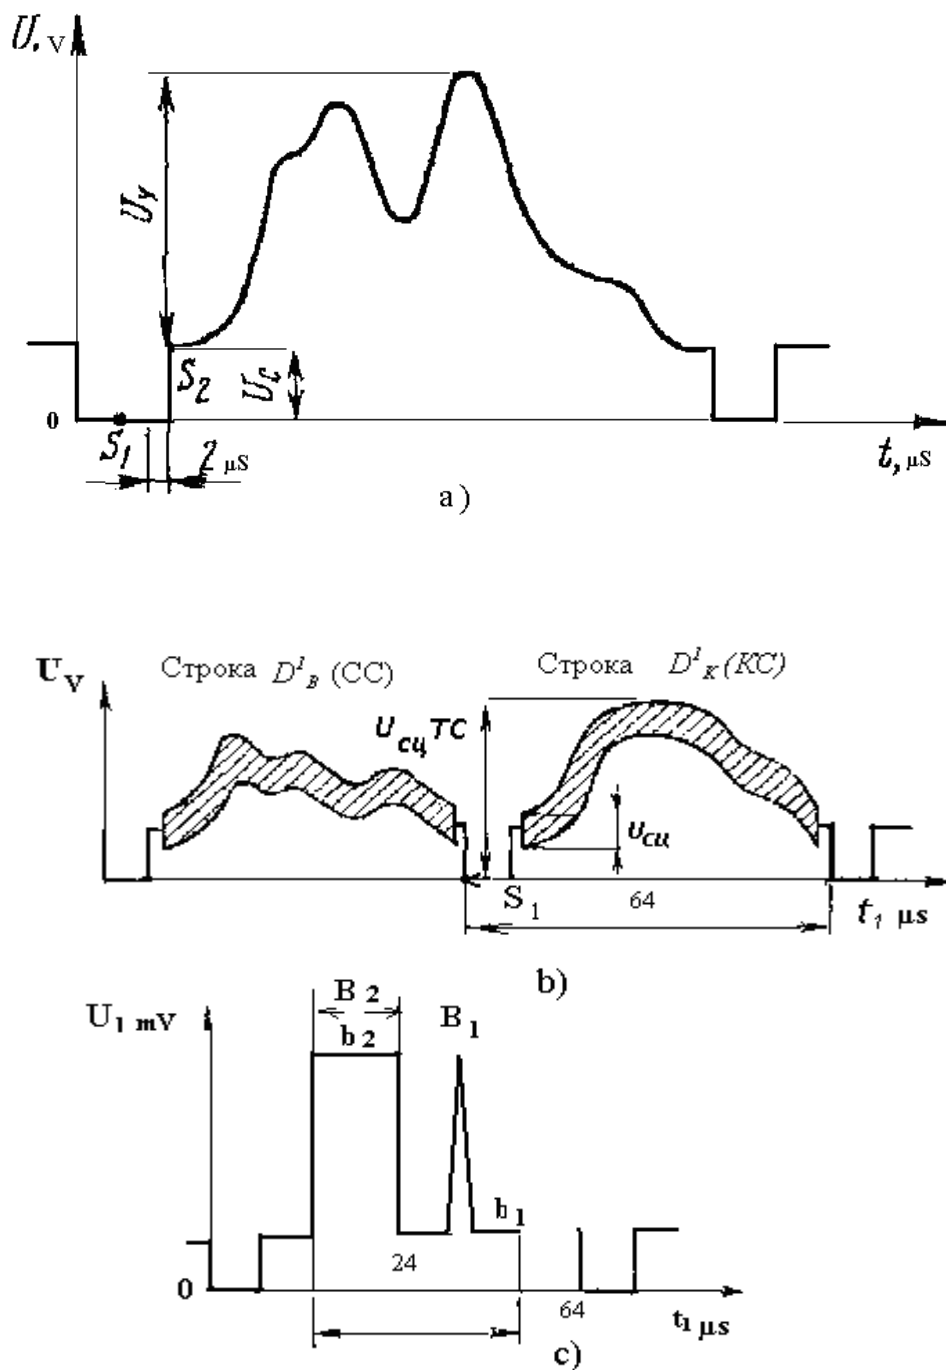 U, V
U_y
S_2
U_c
0
S_1
2 μS
t, μS
a )
U_V
Строка D^1_B (CC)
Строка D^1_K (KC)
U_сц TC
U_сц
S_1
64
t_1 μs
b)
B 2
U_1 mV
b2
B_1
b_1
24
0
64
t_1 μs
c)